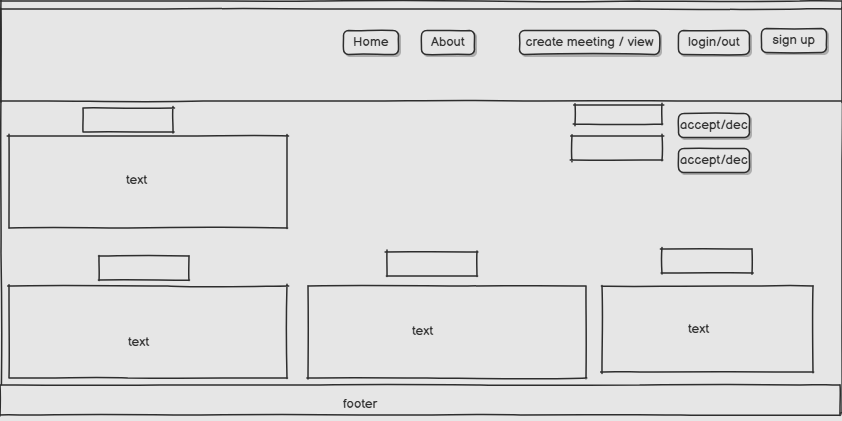 Home
About
create meeting / view
login/out
sign up
accept/dec
text
accept/dec
text
text
text
footer